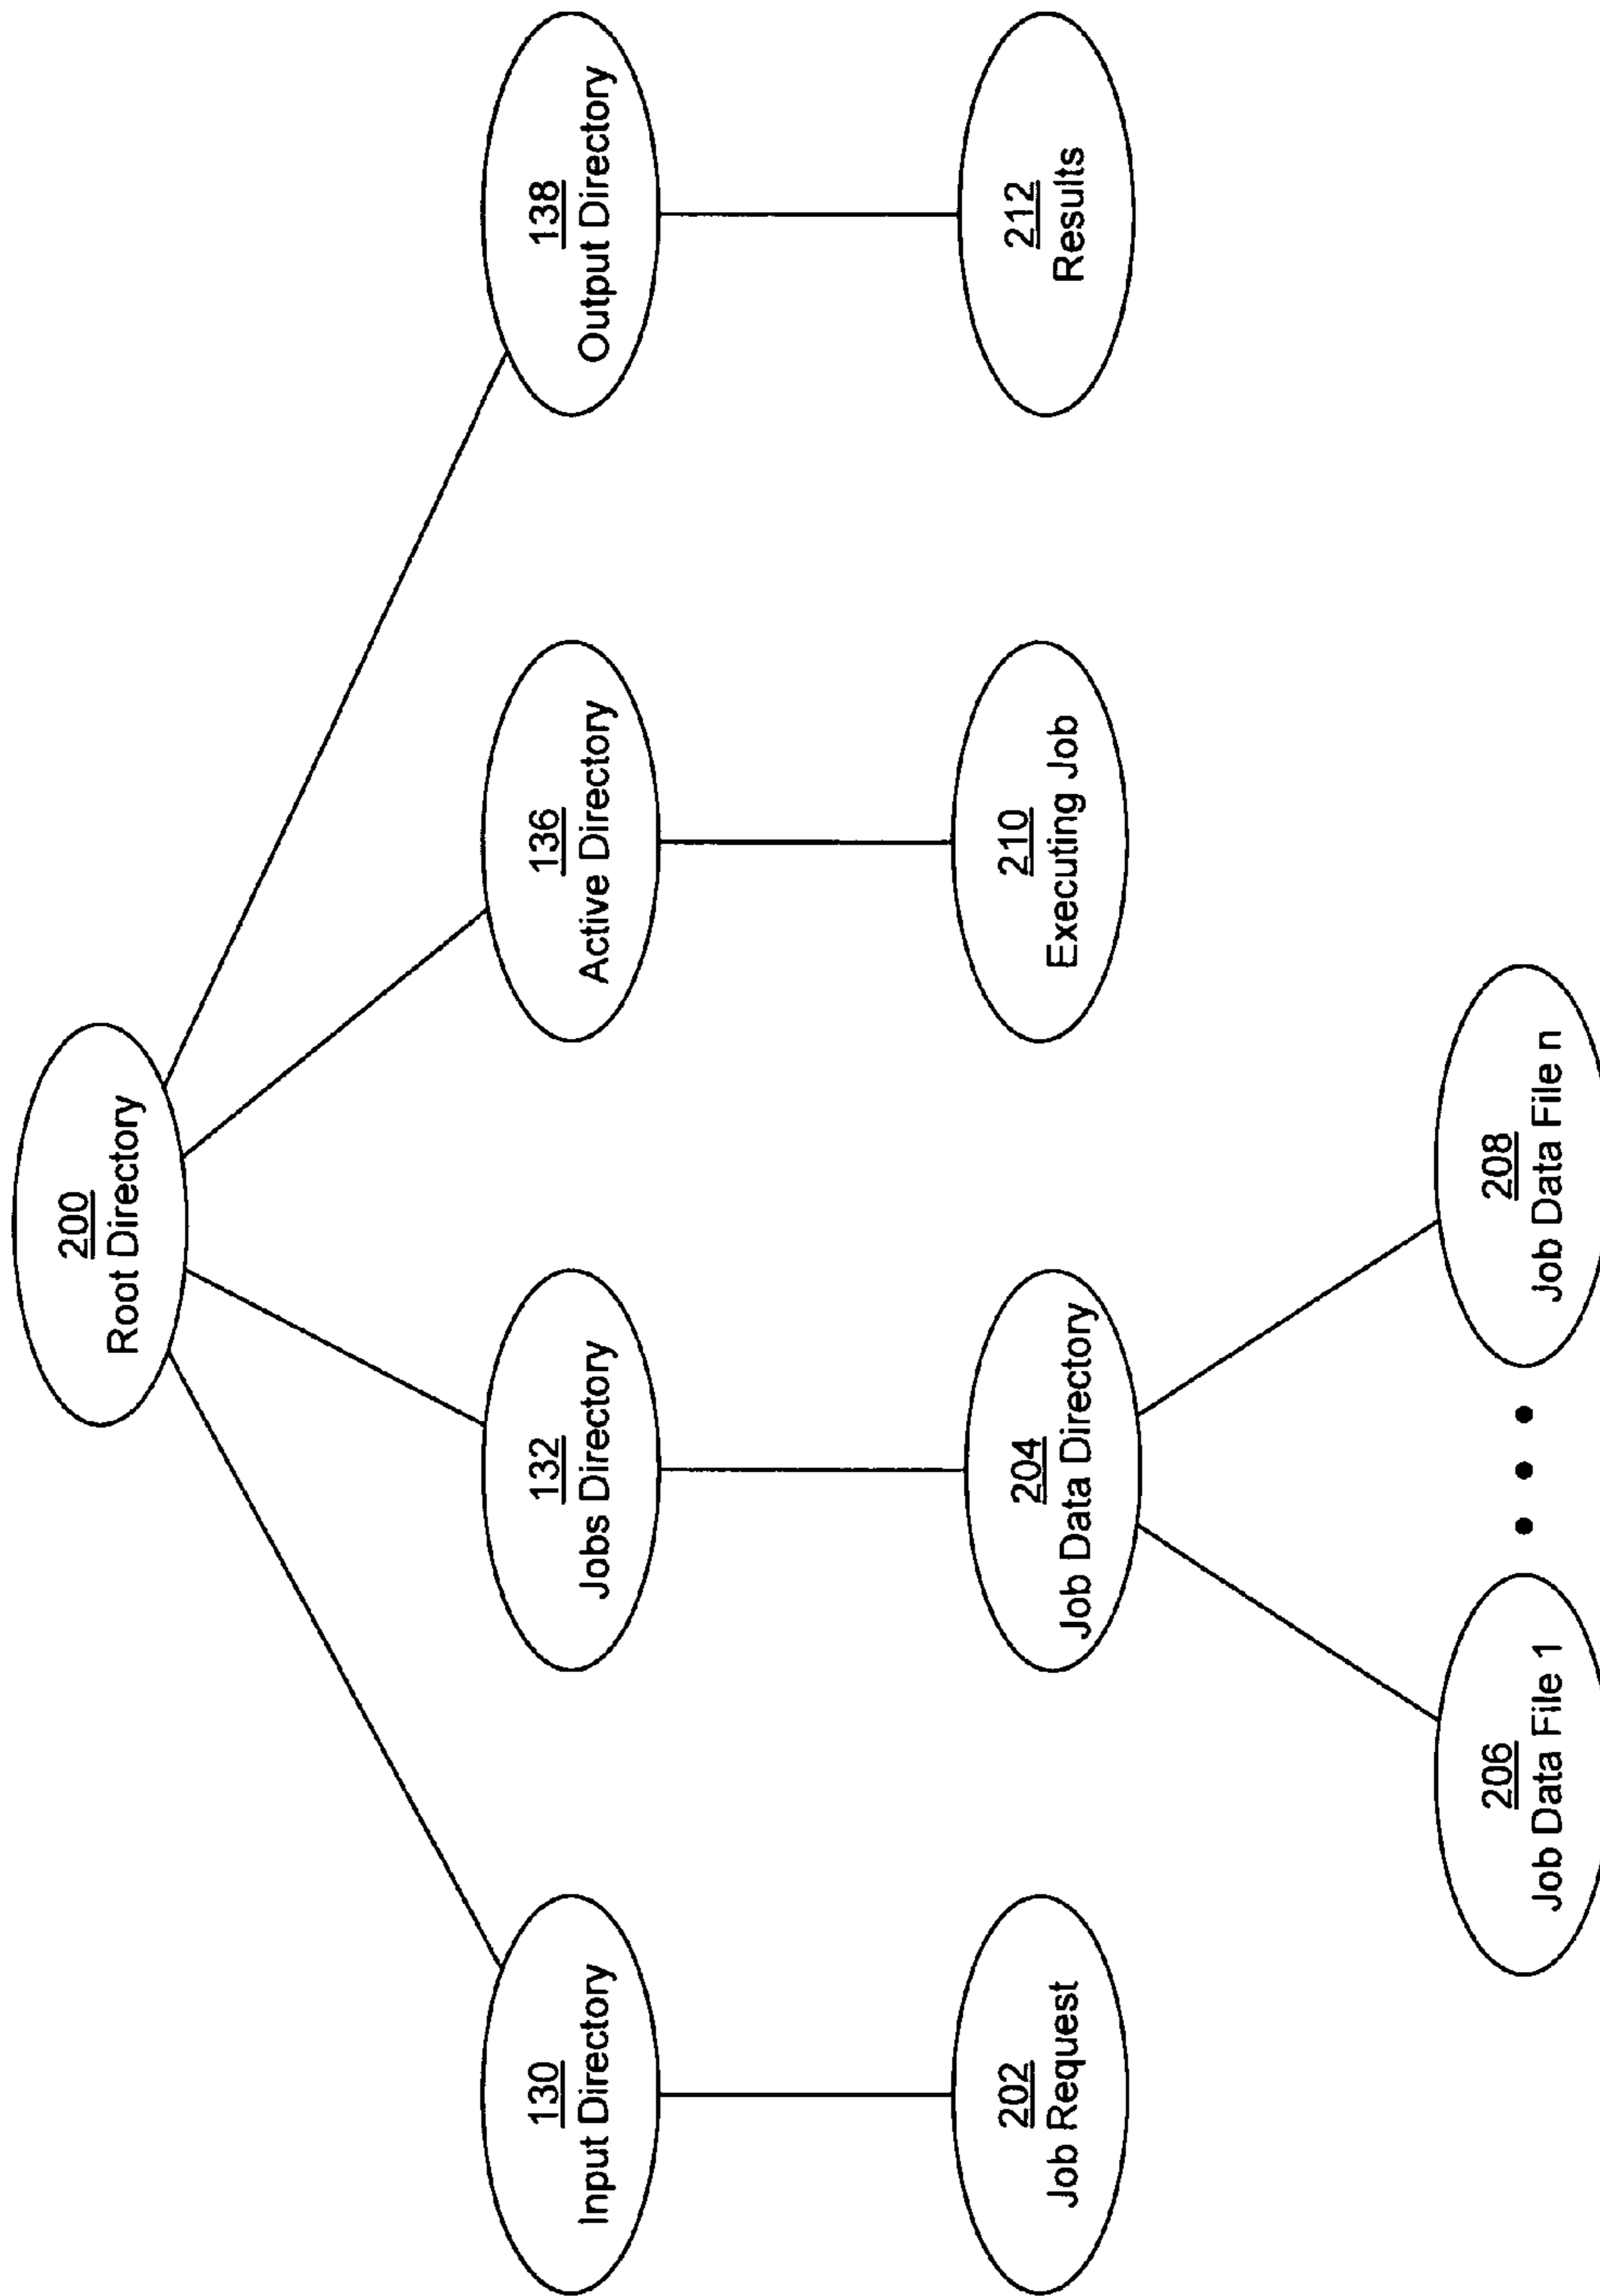 200
Root Directory
130
Input Directory
132
Jobs Directory
136
Active Directory
138
Output Directory
202
Job Request
204
Job Data Directory
210
Executing Job
212
Results
206
Job Data File 1
208
Job Data File n